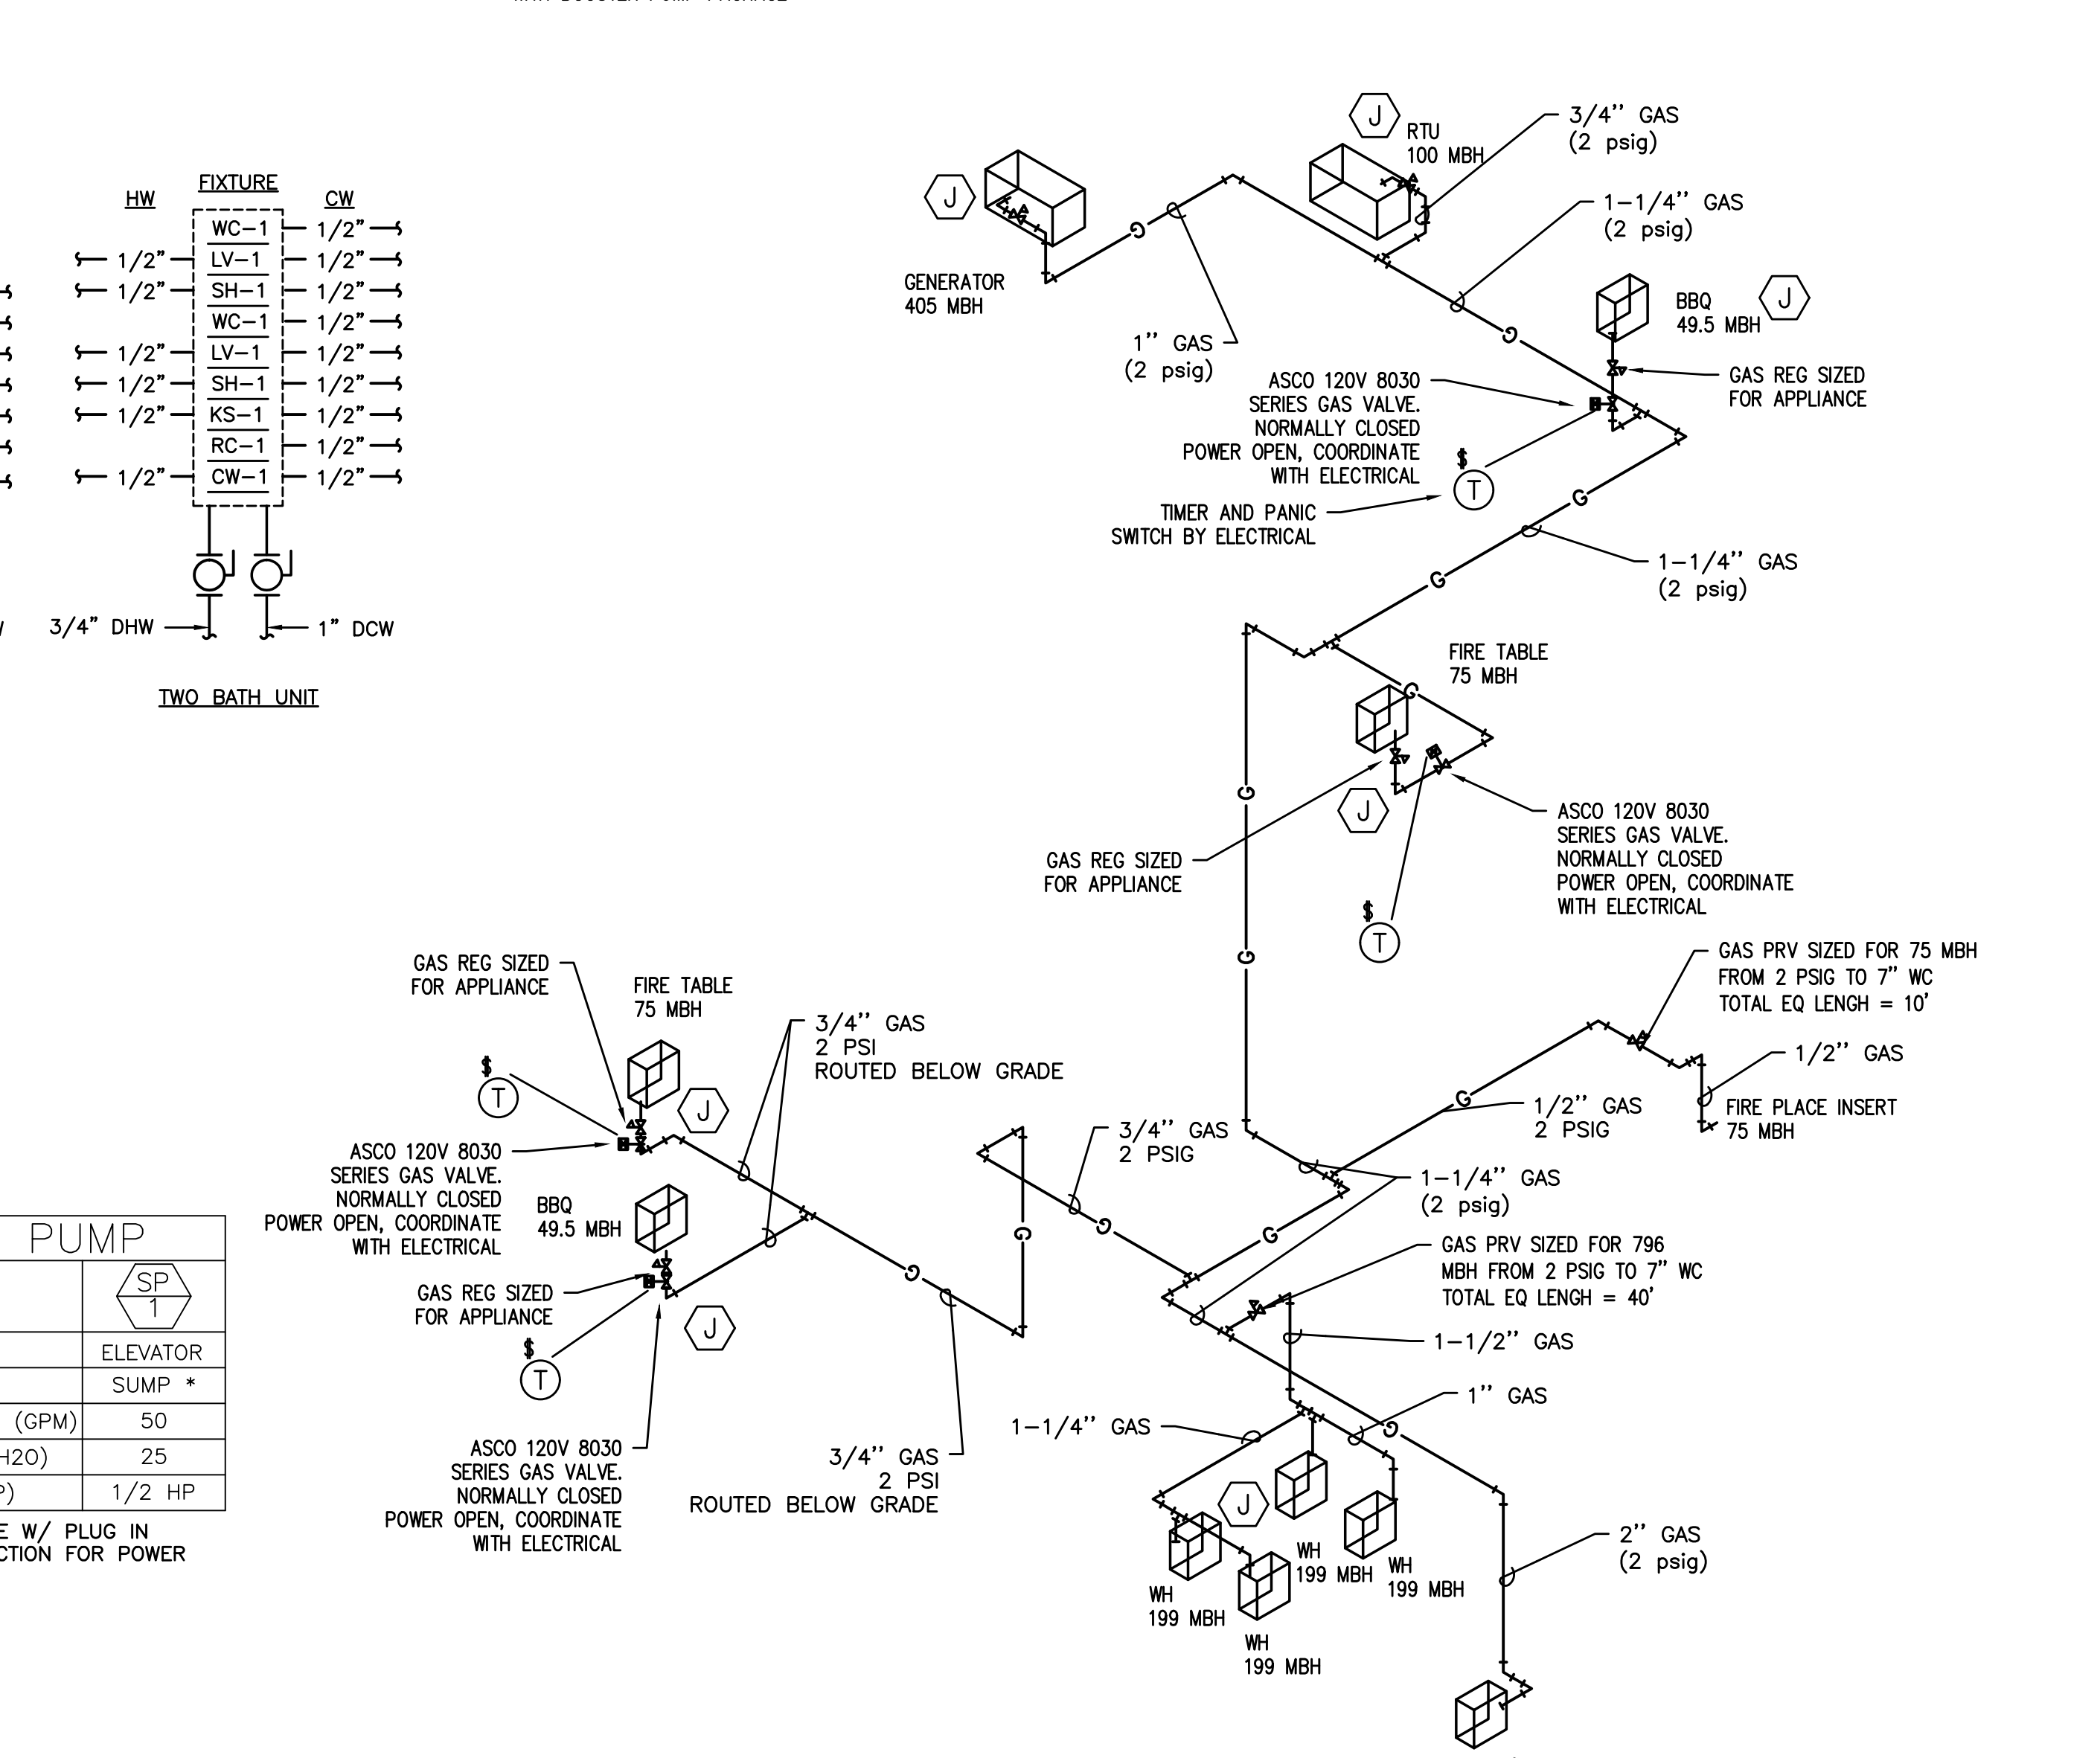 FIXTURE
HW
CW
WC-1 1/2"
1/2" LV-1 1/2"
1/2" SH-1 1/2"
WC-1 1/2"
1/2" LV-1 1/2"
1/2" SH-1 1/2"
1/2" KS-1 1/2"
RC-1 1/2"
1/2" CW-1 1/2"
3/4" DHW
1" DCW
TWO BATH UNIT
J
GENERATOR
405 MBH
J
RTU
100 MBH
3/4'' GAS
(2 psig)
1-1/4'' GAS
(2 psig)
1'' GAS
(2 psig)
G
G
BBQ
49.5 MBH
J
GAS REG SIZED
FOR APPLIANCE
ASCO 120V 8030
SERIES GAS VALVE.
NORMALLY CLOSED
POWER OPEN, COORDINATE
WITH ELECTRICAL
$
T
TIMER AND PANIC
SWITCH BY ELECTRICAL
G
G
1-1/4'' GAS
(2 psig)
FIRE TABLE
75 MBH
G
J
G
GAS REG SIZED
FOR APPLIANCE
ASCO 120V 8030
SERIES GAS VALVE.
NORMALLY CLOSED
POWER OPEN, COORDINATE
WITH ELECTRICAL
$
T
G
GAS PRV SIZED FOR 75 MBH
FROM 2 PSIG TO 7" WC
TOTAL EQ LENGH = 10'
1/2'' GAS
FIRE PLACE INSERT
75 MBH
G
1/2'' GAS
2 PSIG
GAS REG SIZED
FOR APPLIANCE
FIRE TABLE
75 MBH
3/4'' GAS
2 PSI
ROUTED BELOW GRADE
$
T
J
ASCO 120V 8030
SERIES GAS VALVE.
NORMALLY CLOSED
POWER OPEN, COORDINATE
WITH ELECTRICAL
BBQ
49.5 MBH
GAS REG SIZED
FOR APPLIANCE
J
$
T
ASCO 120V 8030
SERIES GAS VALVE.
NORMALLY CLOSED
POWER OPEN, COORDINATE
WITH ELECTRICAL
G
G
3/4'' GAS
2 PSI
ROUTED BELOW GRADE
3/4'' GAS
2 PSIG
G
G
1-1/4'' GAS
(2 psig)
GAS PRV SIZED FOR 796
MBH FROM 2 PSIG TO 7" WC
TOTAL EQ LENGH = 40'
1-1/2'' GAS
1'' GAS
G
1-1/4'' GAS
J
WH
199 MBH
WH
199 MBH
WH
199 MBH
WH
199 MBH
2'' GAS
(2 psig)
PUMP
SP
1
ELEVATOR
SUMP *
(GPM) 50
25
1/2 HP
W/ PLUG IN
FOR POWER